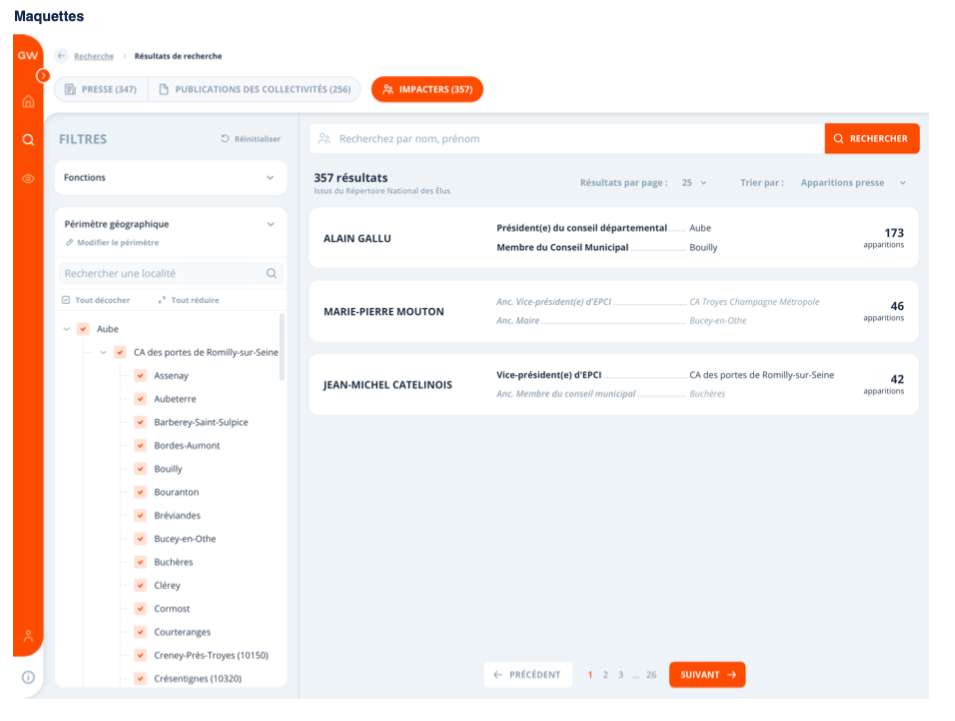 Maquettes
GW
Recherche
Résultats de recherche
PRESSE (347)
PUBLICATIONS DES COLLECTIVITÉS (256)
IMPACTERS (357)
FILTRES
Réinitialiser
Fonctions
Périmètre géographique
Modifier le périmètre
Rechercher une localité
Tout décocher
Tout réduire
Aube
CA des portes de Romilly-sur-Seine
Assenay
Aubeterre
Barberey-Saint-Sulpice
Bordes-Aumont
Bouilly
Bouranton
Bréviandes
Bucey-en-Othe
Buchères
Clérey
Cormost
Courteranges
Creney-Près-Troyes (10150)
Crésentignes (10320)
Recherchez par nom, prénom
RECHERCHER
357 résultats
Issus du Répertoire National des Élus
Résultats par page : 25
Trier par : Apparitions presse
ALAIN GALLU
Président(e) du conseil départemental ..... Aube
Membre du Conseil Municipal ..... Bouilly
173
apparitions
MARIE-PIERRE MOUTON
Anc. Vice-président(e) d'EPCI ..... CA Troyes Champagne Métropole
Anc. Maire ..... Bucey-en-Othe
46
apparitions
JEAN-MICHEL CATELINOIS
Vice-président(e) d'EPCI ..... CA des portes de Romilly-sur-Seine
Anc. Membre du conseil municipal ..... Buchères
42
apparitions
PRÉCÉDENT
1 2 3 ... 26
SUIVANT